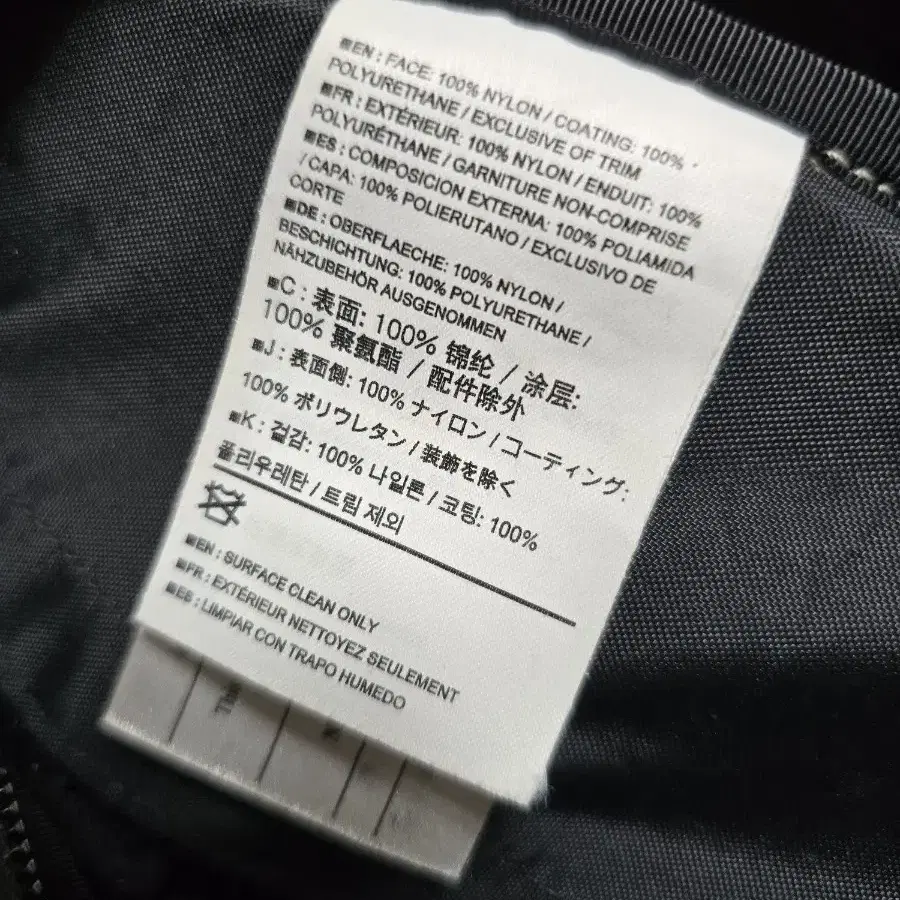 ■EN : FACE: 100% NYLON / COATING: 100%
POLYURETHANE / EXCLUSIVE OF TRIM
■FR : EXTÉRIEUR: 100% NYLON / ENDUIT: 100%
POLYURÉTHANE / GARNITURE NON-COMPRISE
■ES : COMPOSICION EXTERNA: 100% POLIAMIDA
/ CAPA: 100% POLIERUTANO / EXCLUSIVO DE
CORTE
■DE : OBERFLAECHE: 100% NYLON /
BESCHICHTUNG: 100% POLYURETHANE /
NÄHZUBEHÖR AUSGENOMMEN
■C : 表面: 100% 锦纶 / 涂层:
100% 聚氨酯 / 配件除外
■J : 表面側: 100% ナイロン / コーティング:
100% ポリウレタン / 装飾を除く
■K : 겉감: 100% 나일론 / 코팅: 100%
폴리우레탄 / 트림 제외
■EN : SURFACE CLEAN ONLY
■FR : EXTÉRIEUR NETTOYEZ SEULEMENT
■EB : LIMPIAR CON TRAPO HUMEDO